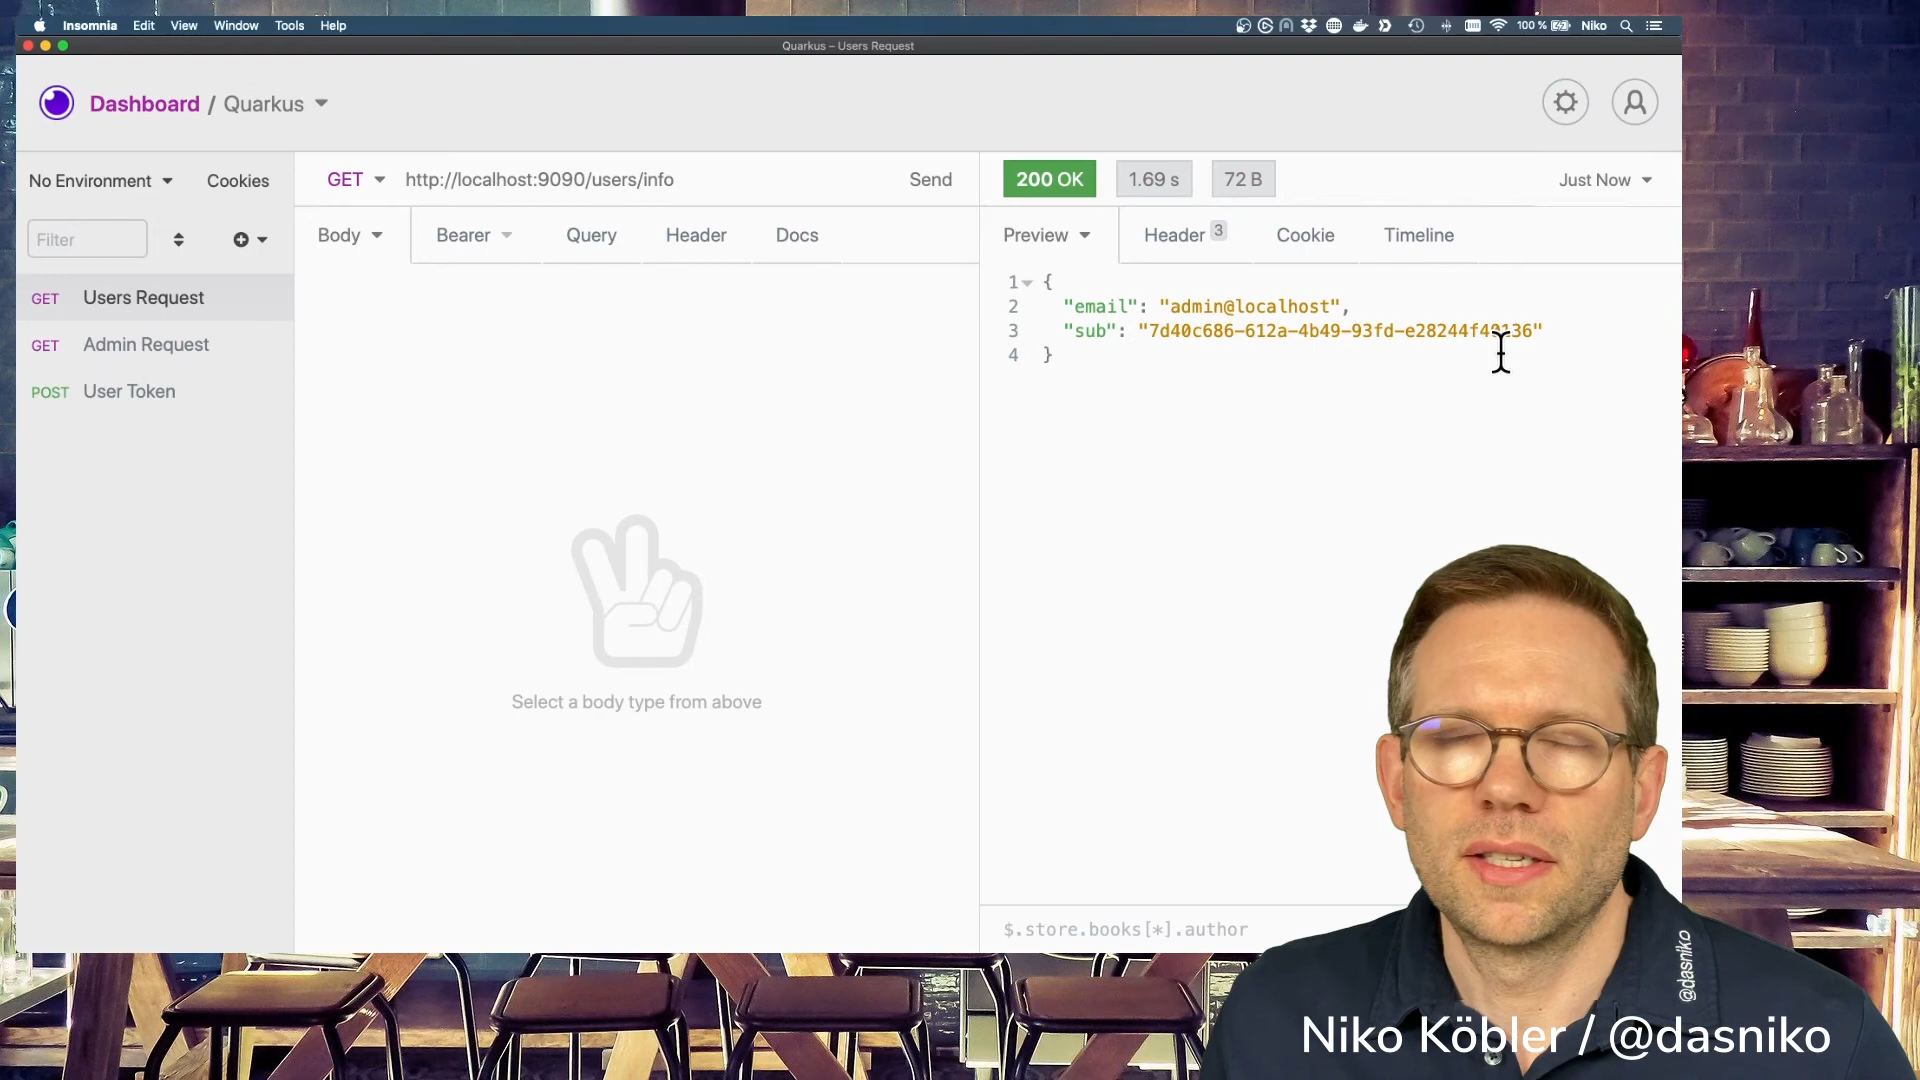 Insomnia Edit View Window Tools Help
100 % Niko
Quarkus – Users Request
Dashboard / Quarkus
No Environment Cookies
GET http://localhost:9090/users/info Send
200 OK 1.69 s 72 B Just Now
Filter
Body Bearer Query Header Docs
Preview Header 3 Cookie Timeline
GET Users Request
GET Admin Request
POST User Token
1 {
2 "email": "admin@localhost",
3 "sub": "7d40c686-612a-4b49-93fd-e28244f40136"
4 }
Select a body type from above
$.store.books[*].author
@dasniko
Niko Köbler / @dasniko